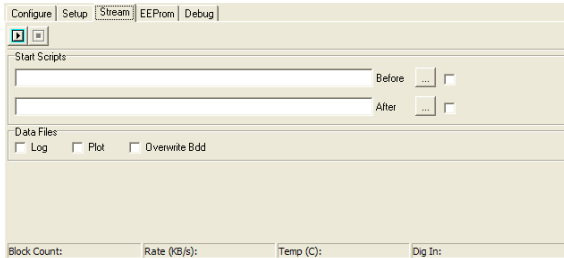 Configure Setup Stream EEProm Debug
Start Scripts
Before ...
After ...
Data Files
Log Plot Overwrite Bdd
Block Count: Rate (KB/s): Temp (C): Dig In: